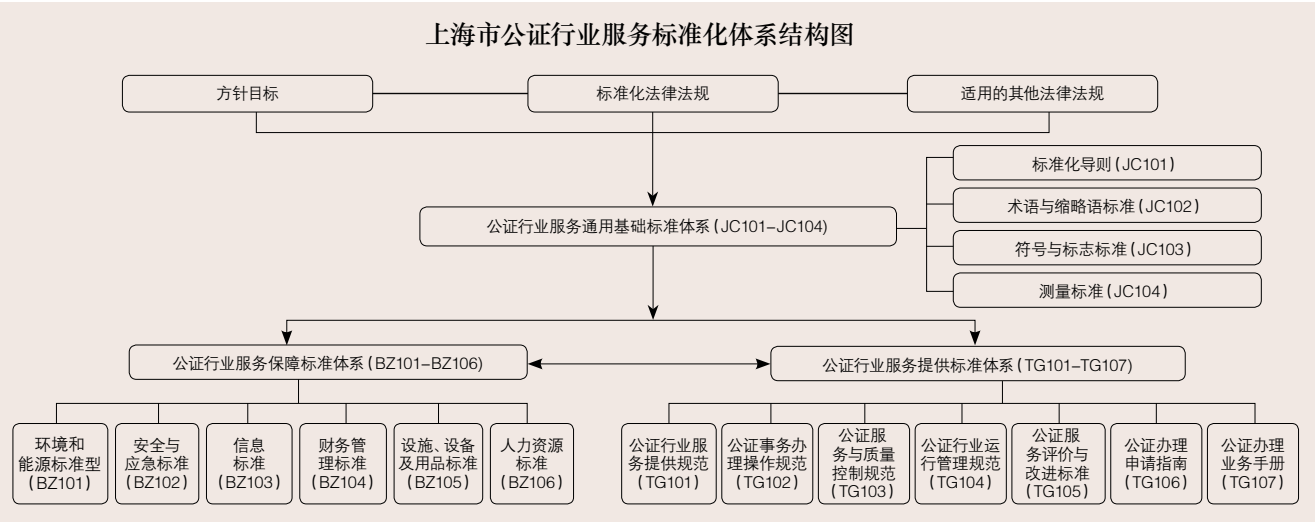 上海市公证行业服务标准化体系结构图
方针目标
标准化法律法规
适用的其他法律法规
标准化导则(JC101)
术语与缩略语标准(JC102)
公证行业服务通用基础标准体系(JC101-JC104)
符号与标志标准(JC103)
测量标准(JC104)
公证行业服务保障标准体系(BZ101-BZ106)
公证行业服务提供标准体系(TG101-TG107)
环境和
能源标准型
(BZ101)
安全与
应急标准
(BZ102)
信息
标准
(BZ103)
财务管
理标准
(BZ104)
设施、设备
及用品标准
(BZ105)
人力资源
标准
(BZ106)
公证行业服
务提供规范
(TG101)
公证事务办
理操作规范
(TG102)
公证服
务与质量
控制规范
(TG103)
公证行业运
行管理规范
(TG104)
公证服
务评价与
改进标准
(TG105)
公证办理
申请指南
(TG106)
公证办理
业务手册
(TG107)